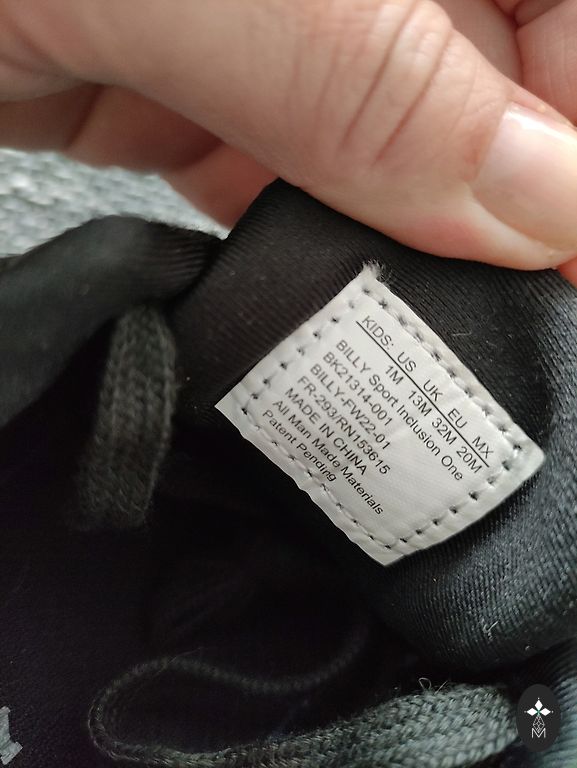 KIDS: US UK EU MX
1M 13M 32M 20M
BILLY Sport Inclusion One
BK21314-001
BILLY-FW22-01
FR-293/RN153615
MADE IN CHINA
All Man Made Materials
Patent Pending